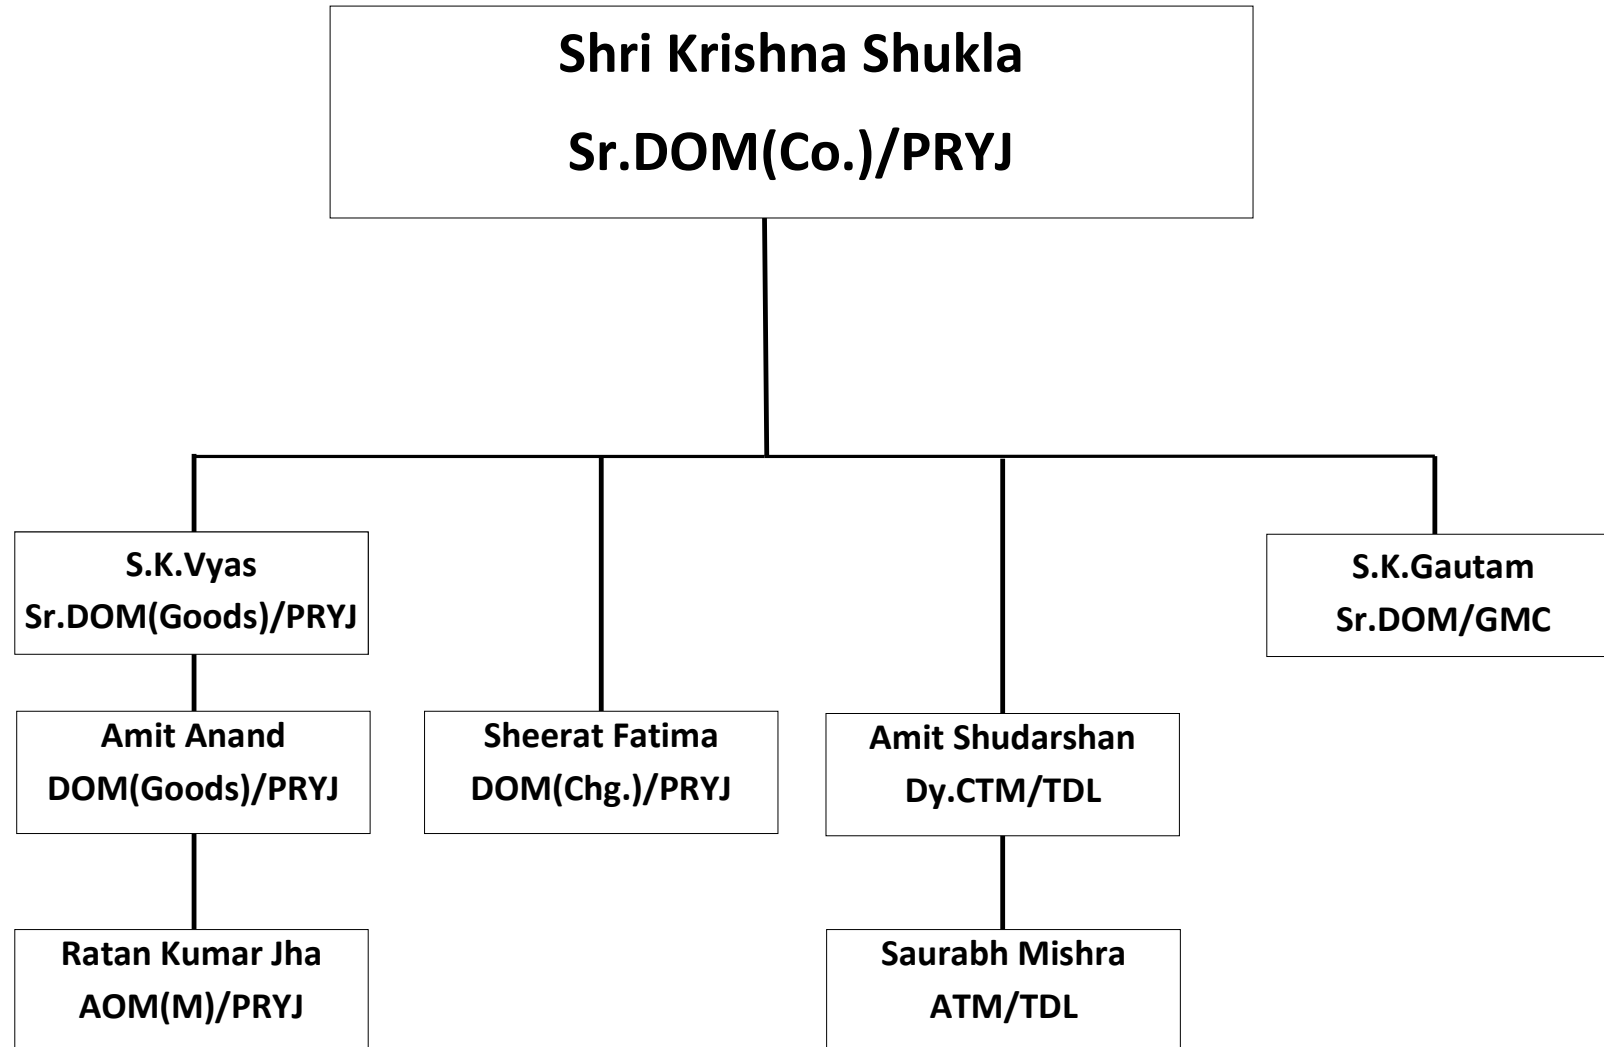 Shri Krishna Shukla
Sr.DOM(Co.)/PRYJ
S.K.Vyas
Sr.DOM(Goods)/PRYJ
S.K.Gautam
Sr.DOM/GMC
Amit Anand
DOM(Goods)/PRYJ
Sheerat Fatima
DOM(Chg.)/PRYJ
Amit Shudarshan
Dy.CTM/TDL
Ratan Kumar Jha
AOM(M)/PRYJ
Saurabh Mishra
ATM/TDL